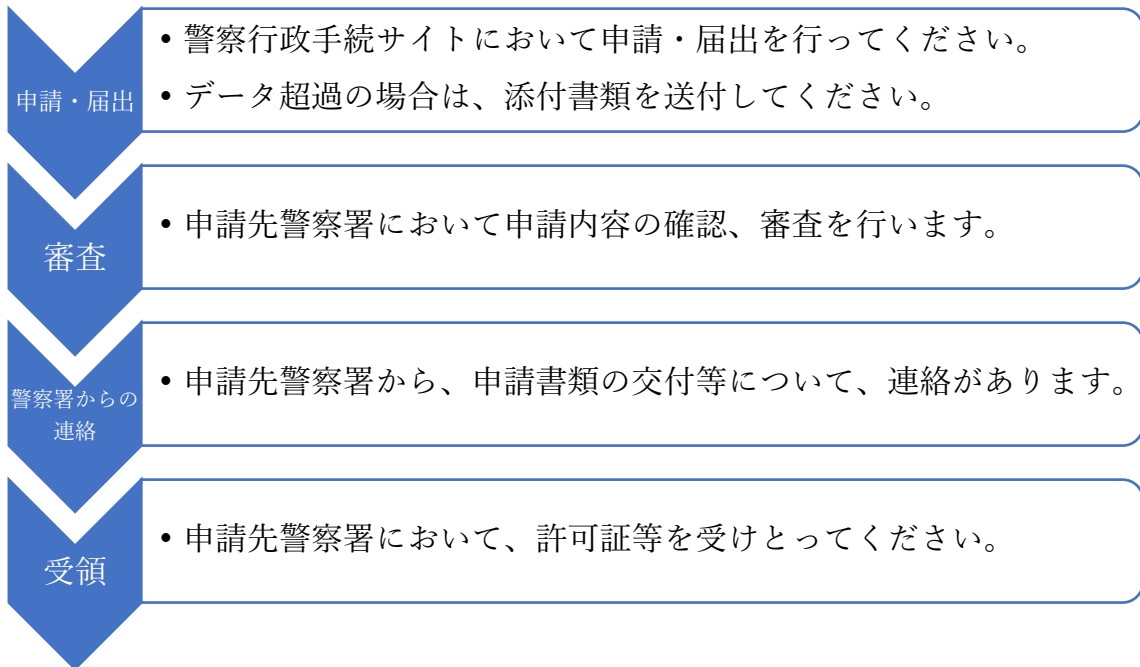 申請・届出
• 警察行政手続サイトにおいて申請・届出を行ってください。
• データ超過の場合は、添付書類を送付してください。
審査
• 申請先警察署において申請内容の確認、審査を行います。
警察署からの
連絡
• 申請先警察署から、申請書類の交付等について、連絡があります。
受領
• 申請先警察署において、許可証等を受けとってください。